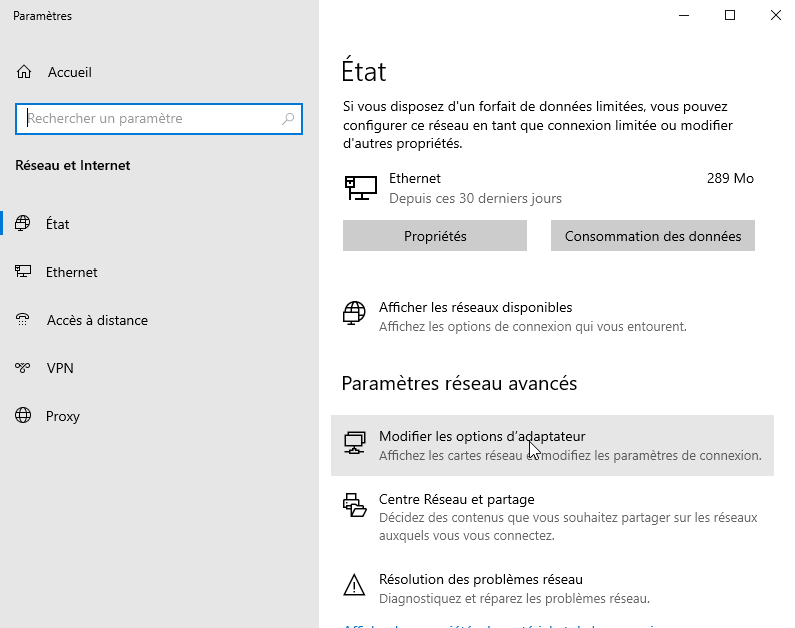 Paramètres
Accueil
Rechercher un paramètre
Réseau et Internet
État
Ethernet
Accès à distance
VPN
Proxy
État
Si vous disposez d'un forfait de données limitées, vous pouvez
configurer ce réseau en tant que connexion limitée ou modifier
d'autres propriétés.
Ethernet 289 Mo
Depuis ces 30 derniers jours
Propriétés Consommation des données
Afficher les réseaux disponibles
Affichez les options de connexion qui vous entourent.
Paramètres réseau avancés
Modifier les options d’adaptateur
Affichez les cartes réseau et modifiez les paramètres de connexion.
Centre Réseau et partage
Décidez des contenus que vous souhaitez partager sur les réseaux
auxquels vous vous connectez.
Résolution des problèmes réseau
Diagnostiquez et réparez les problèmes réseau.